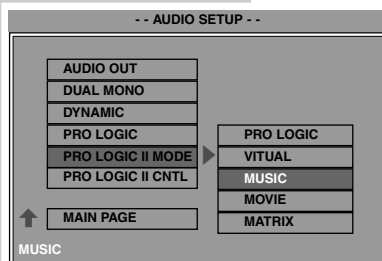 - - AUDIO SETUP - -
AUDIO OUT
DUAL MONO
DYNAMIC
PRO LOGIC
PRO LOGIC II MODE
PRO LOGIC II CNTL
MAIN PAGE
PRO LOGIC
VITUAL
MUSIC
MOVIE
MATRIX
MUSIC